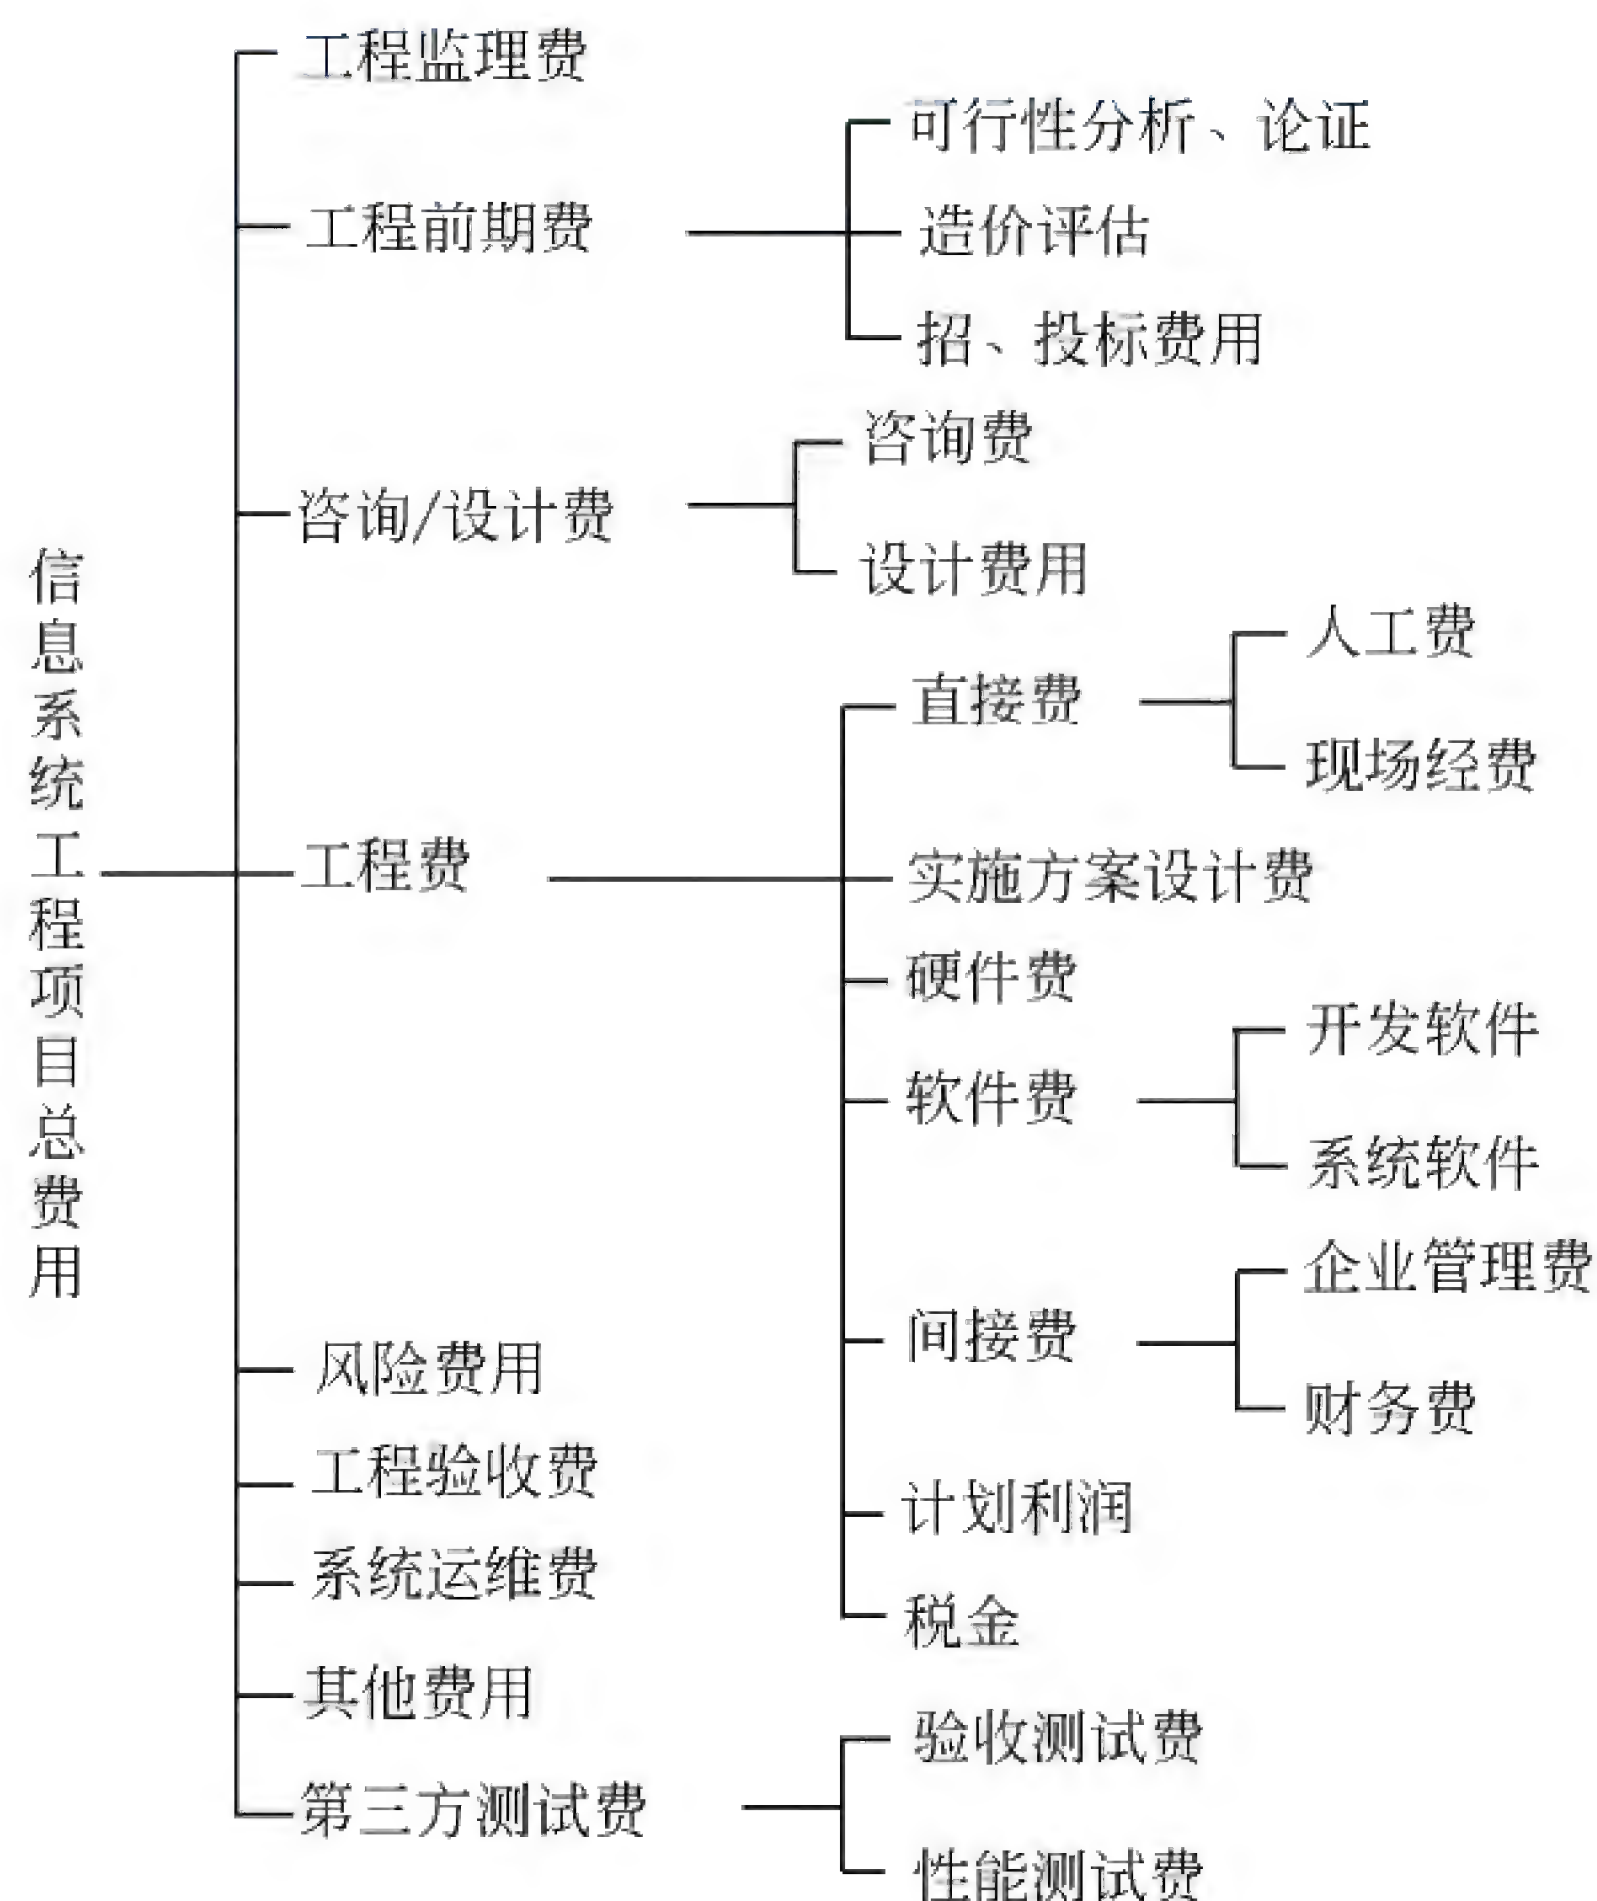 信息系统工程项目总费用
工程监理费
工程前期费
可行性分析、论证
造价评估
招、投标费用
咨询/设计费
咨询费
设计费用
工程费
直接费
人工费
现场经费
实施方案设计费
硬件费
软件费
开发软件
系统软件
间接费
企业管理费
财务费
计划利润
税金
风险费用
工程验收费
系统运维费
其他费用
第三方测试费
验收测试费
性能测试费